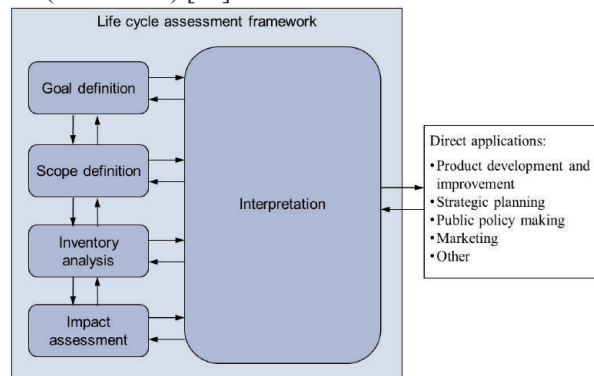 Life cycle assessment framework
Goal definition
Scope definition
Inventory
analysis
Impact
assessment
Interpretation
Direct applications:
•Product development and
improvement
•Strategic planning
•Public policy making
•Marketing
•Other